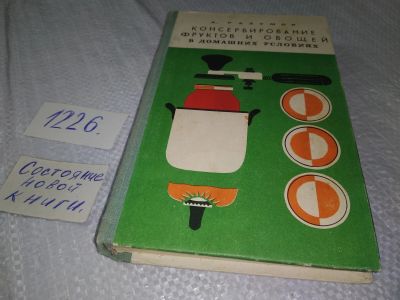 КОНСЕРВИРОВАНИЕ
ФРУКТОВ И ОВОЩЕЙ
В ДОМАШНИХ УСЛОВИЯХ
1226.
Состояние
новой
книги.